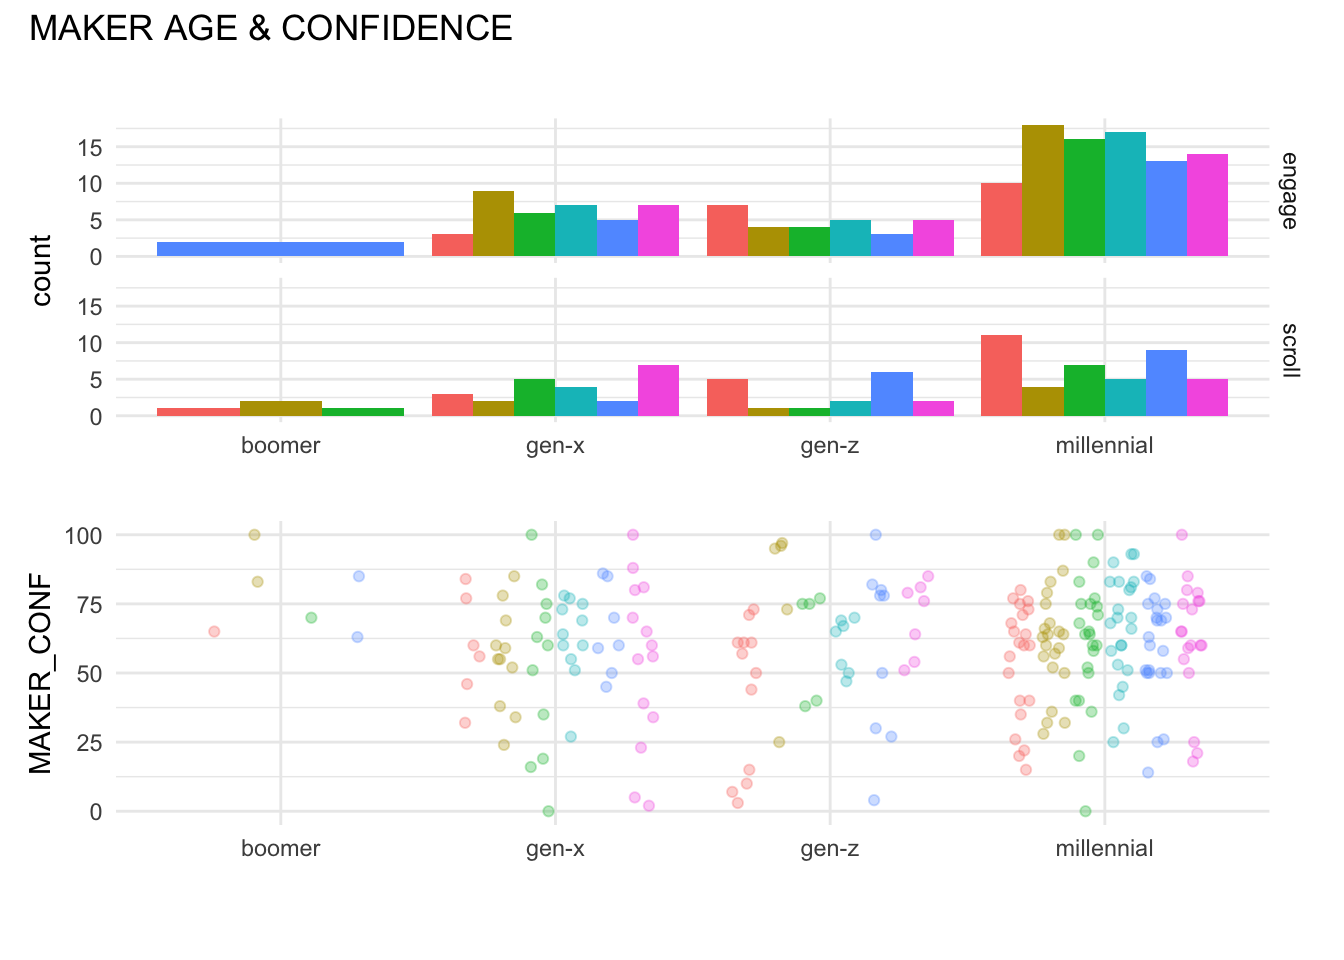 MAKER AGE & CONFIDENCE
count
15
10
5
0
engage
15
10
5
0
scroll
boomer gen-x gen-z millennial
MAKER_CONF
100
75
50
25
0
boomer gen-x gen-z millennial